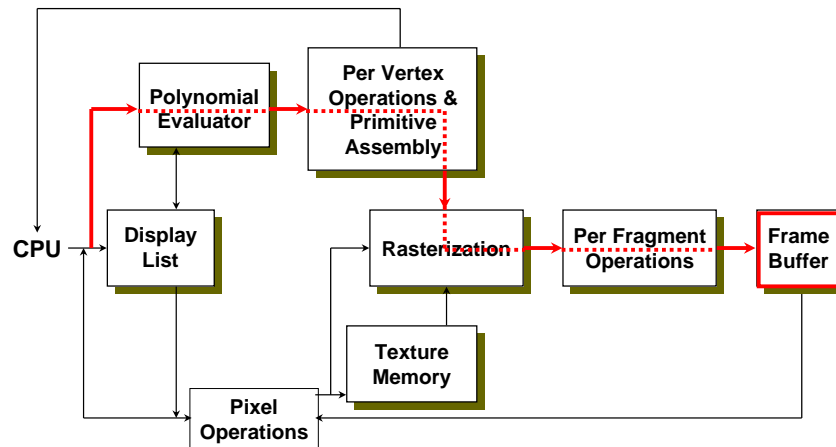 Polynomial
Evaluator
Per Vertex
Operations &
Primitive
Assembly
CPU
Display
List
Rasterization
Per Fragment
Operations
Frame
Buffer
Texture
Memory
Pixel
Operations